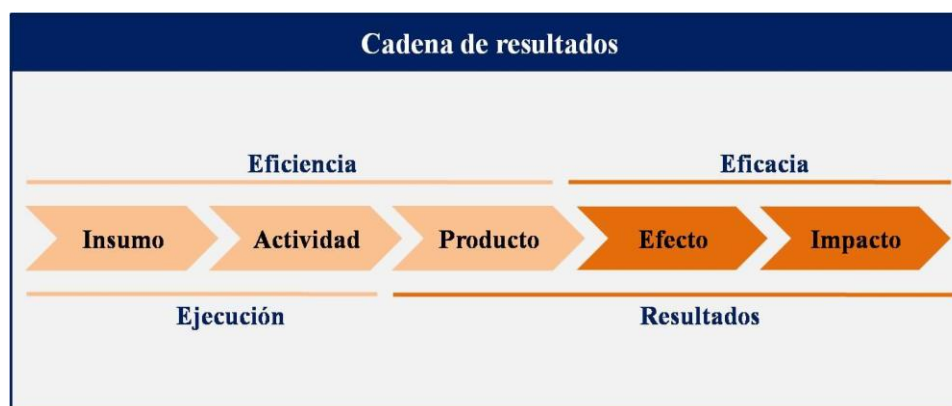 Cadena de resultados
Eficiencia Eficacia
Insumo Actividad Producto Efecto Impacto
Ejecución Resultados